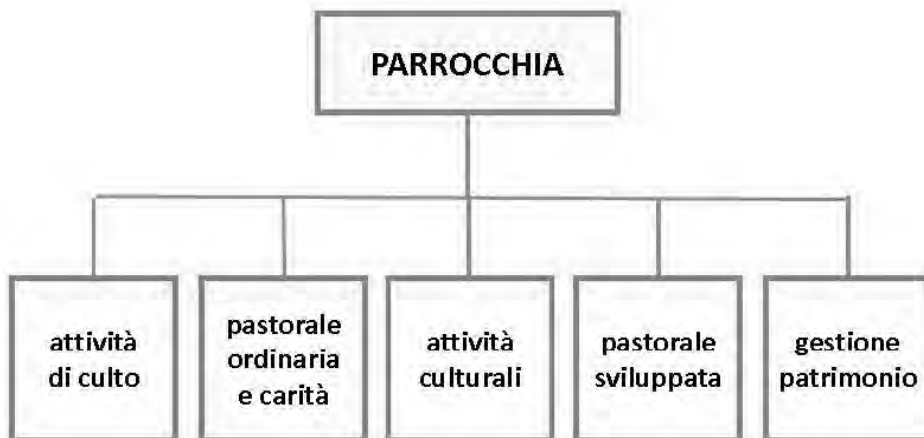 PARROCCHIA
attività
di culto
pastorale
ordinaria
e carità
attività
culturali
pastorale
sviluppata
gestione
patrimonio